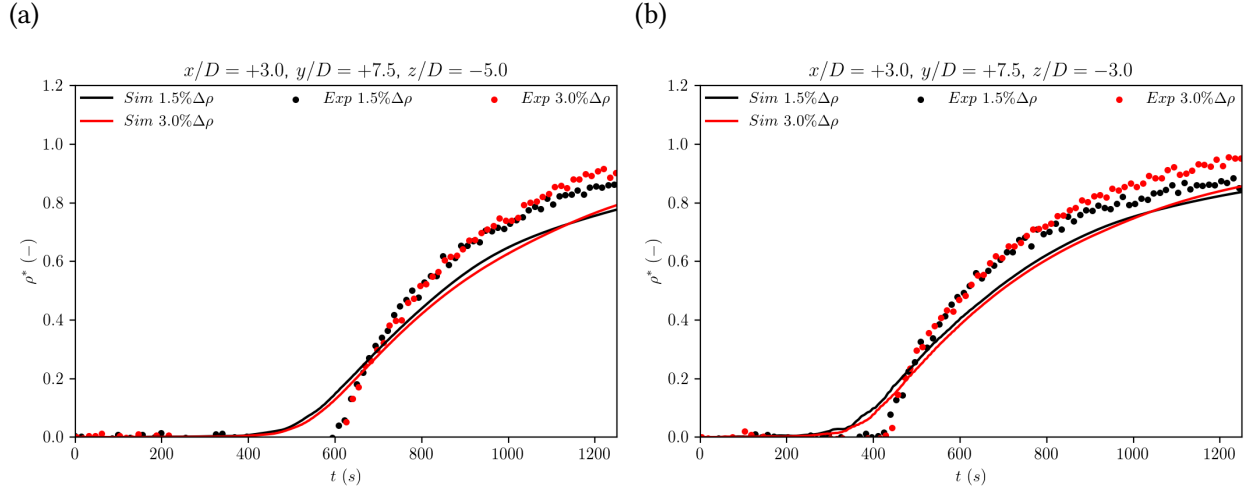 (a)
x/D = +3.0, y/D = +7.5, z/D = −5.0
Sim 1.5%Δρ
Exp 1.5%Δρ
Exp 3.0%Δρ
Sim 3.0%Δρ
1.2
1.0
0.8
0.6
0.4
0.2
0.0
ρ* (−)
0 200 400 600 800 1000 1200
t (s)
(b)
x/D = +3.0, y/D = +7.5, z/D = −3.0
Sim 1.5%Δρ
Exp 1.5%Δρ
Exp 3.0%Δρ
Sim 3.0%Δρ
1.2
1.0
0.8
0.6
0.4
0.2
0.0
ρ* (−)
0 200 400 600 800 1000 1200
t (s)